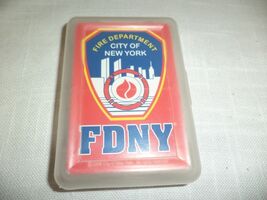 FIRE DEPARTMENT
CITY OF
NEW YORK
FDNY